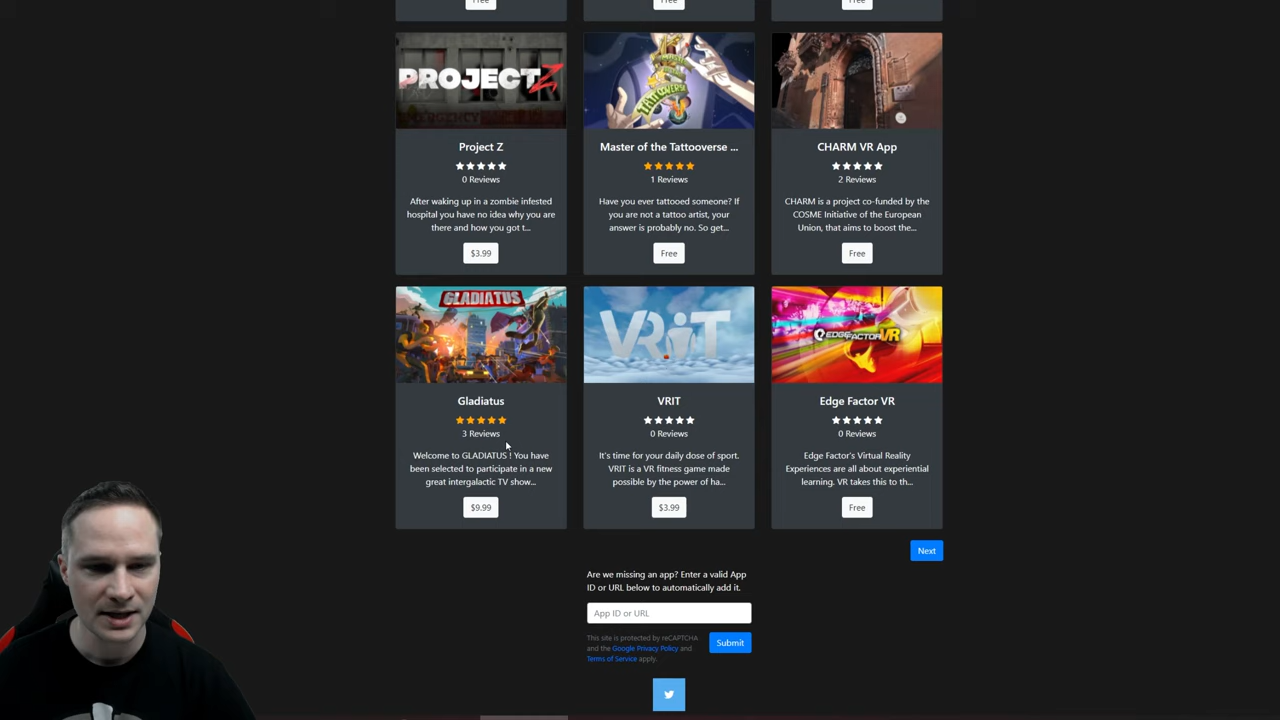 Free
Free
Free
PROJECT Z
EMERGENCY
Project Z
0 Reviews
After waking up in a zombie infested
hospital you have no idea why you are
there and how you got t...
$3.99
TATTOOVERSE
Master of the Tattooverse ...
1 Reviews
Have you ever tattooed someone? If
you are not a tattoo artist, your
answer is probably no. So get...
Free
CHARM VR App
2 Reviews
CHARM is a project co-funded by the
COSME Initiative of the European
Union, that aims to boost the...
Free
GLADIATUS
Gladiatus
3 Reviews
Welcome to GLADIATUS ! You have
been selected to participate in a new
great intergalactic TV show...
$9.99
VRIT
VRIT
0 Reviews
It's time for your daily dose of sport.
VRIT is a VR fitness game made
possible by the power of ha...
$3.99
EDGE FACTOR VR
Edge Factor VR
0 Reviews
Edge Factor's Virtual Reality
Experiences are all about experiential
learning. VR takes this to th...
Free
Next
Are we missing an app? Enter a valid App
ID or URL below to automatically add it.
App ID or URL
This site is protected by reCAPTCHA
and the Google Privacy Policy and
Terms of Service apply.
Submit